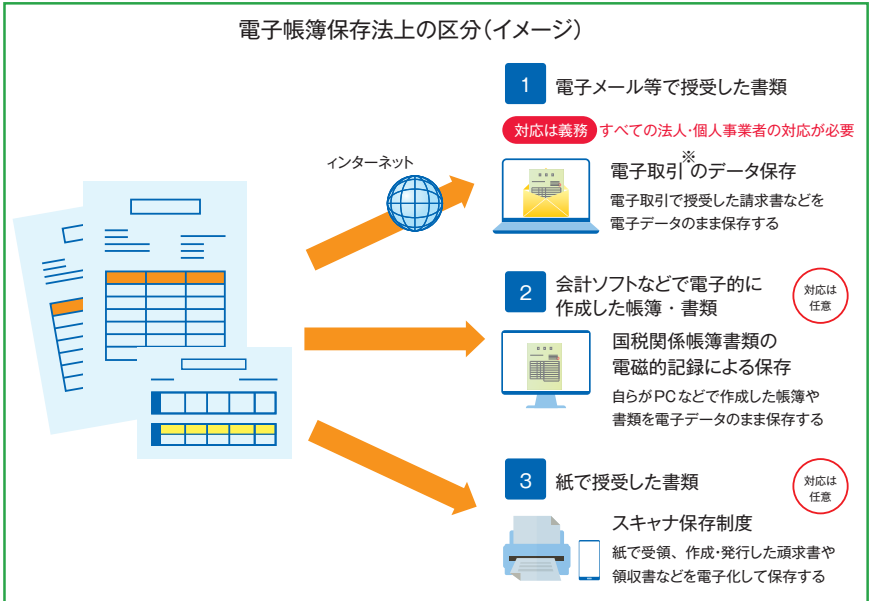 電子帳簿保存法上の区分(イメージ)
インターネット
1 電子メール等で授受した書類
対応は義務 すべての法人・個人事業者の対応が必要
電子取引※のデータ保存
電子取引で授受した請求書などを
電子データのまま保存する
2 会計ソフトなどで電子的に
作成した帳簿・書類
対応は
任意
国税関係帳簿書類の
電磁的記録による保存
自らがPCなどで作成した帳簿や
書類を電子データのまま保存する
3 紙で授受した書類
対応は
任意
スキャナ保存制度
紙で受領、作成・発行した頑求書や
領収書などを電子化して保存する